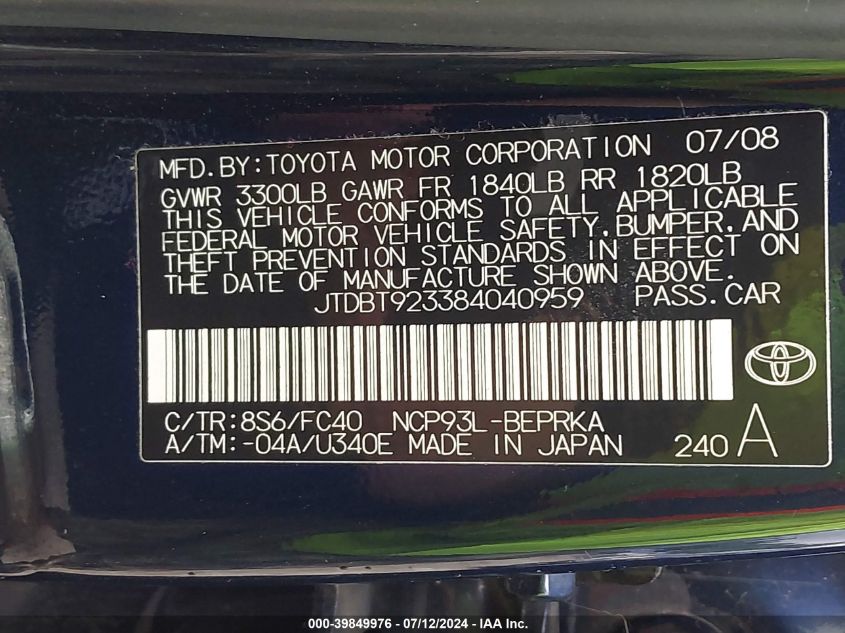 MFD.BY:TOYOTA MOTOR CORPORATION 07/08
GVWR 3300LB GAWR FR 1840LB RR 1820LB
THIS VEHICLE CONFORMS TO ALL APPLICABLE
FEDERAL MOTOR VEHICLE SAFETY,BUMPER,AND
THEFT PREVENTION STANDARDS IN EFFECT ON
THE DATE OF MANUFACTURE SHOWN ABOVE.
JTDBT923384040959 PASS.CAR
C/TR:8S6/FC40 NCP93L-BEPRKA
A/TM:-04A/U340E MADE IN JAPAN 240 A
000-39849976 - 07/12/2024 - IAA Inc.